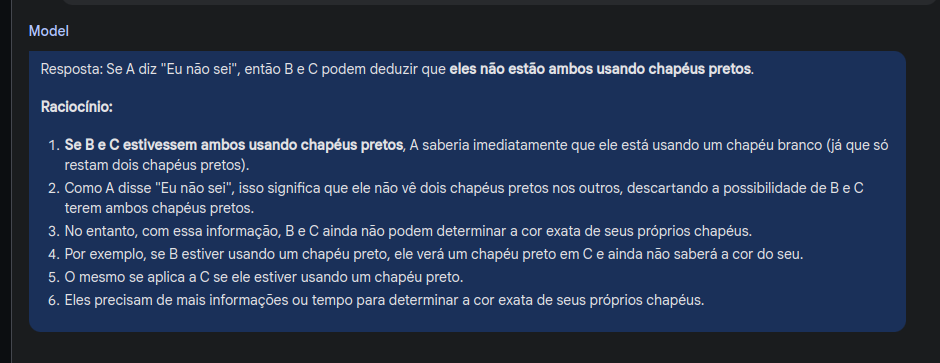 Model
Resposta: Se A diz "Eu não sei", então B e C podem deduzir que eles não estão ambos usando chapéus pretos.
Raciocínio:
1. Se B e C estivessem ambos usando chapéus pretos, A saberia imediatamente que ele está usando um chapéu branco (já que só
restam dois chapéus pretos).
2. Como A disse "Eu não sei", isso significa que ele não vê dois chapéus pretos nos outros, descartando a possibilidade de B e C
terem ambos chapéus pretos.
3. No entanto, com essa informação, B e C ainda não podem determinar a cor exata de seus próprios chapéus.
4. Por exemplo, se B estiver usando um chapéu preto, ele verá um chapéu preto em C e ainda não saberá a cor do seu.
5. O mesmo se aplica a C se ele estiver usando um chapéu preto.
6. Eles precisam de mais informações ou tempo para determinar a cor exata de seus próprios chapéus.